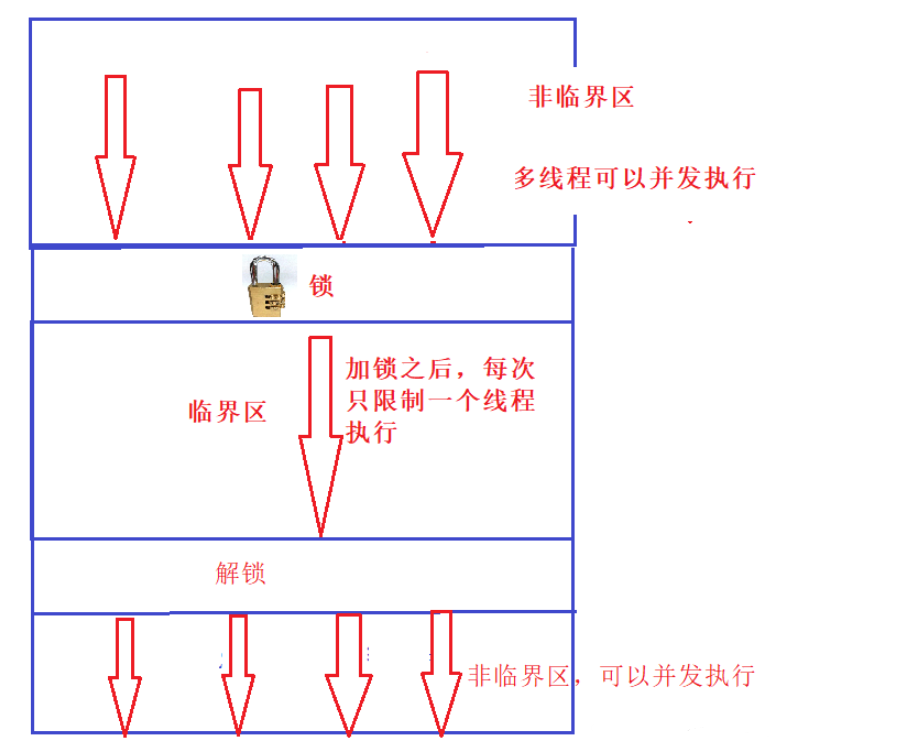 非临界区
多线程可以并发执行
锁
加锁之后，每次
只限制一个线程
执行
临界区
解锁
非临界区，可以并发执行